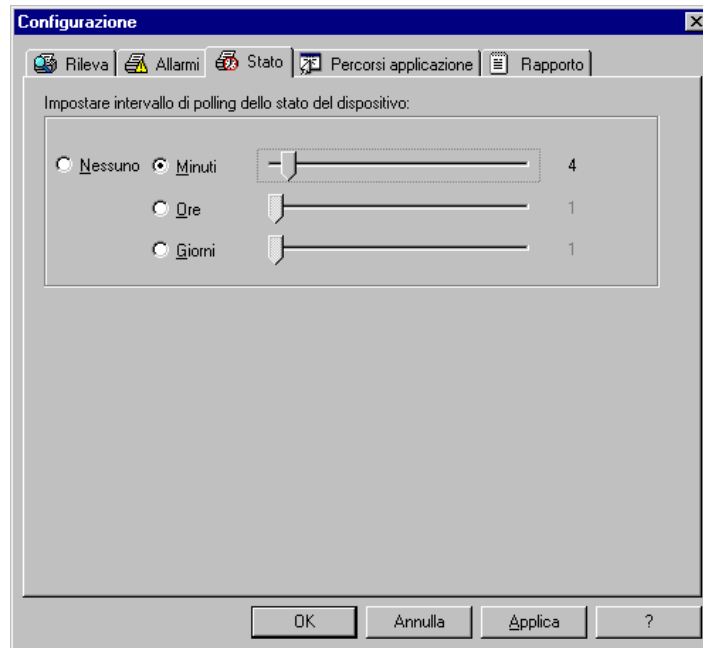 Configurazione
Rileva Allarmi Stato Percorsi applicazione Rapporto
Impostare intervallo di polling dello stato del dispositivo:
Nessuno Minuti 4
Ore 1
Giorni 1
OK Annulla Applica ?